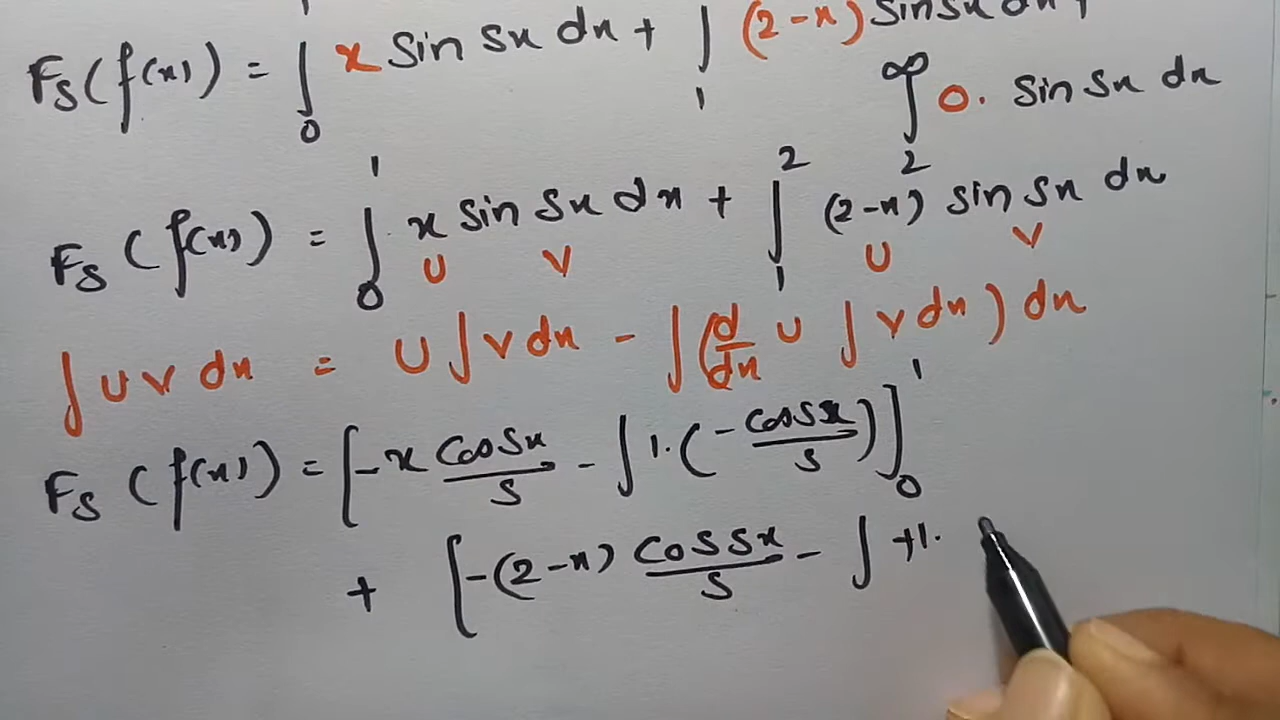 Fs(f(x)) = ∫₀¹ x sin sx dx + ∫₁ (2-x) sin sx dx +
∫₂^∞ 0. sin sx dx
Fs (f(x)) = ∫₀¹ x sin sx dx + ∫₁² (2-x) sin sx dx
U V U V
∫ U V dx = U ∫ V dx - ∫ (d/dx U ∫ V dx) dx
Fs (f(x)) = [-x cos sx/s - ∫ 1. (- cos sx/s)]₀¹
+ [-(2-x) cos sx/s - ∫ +1.